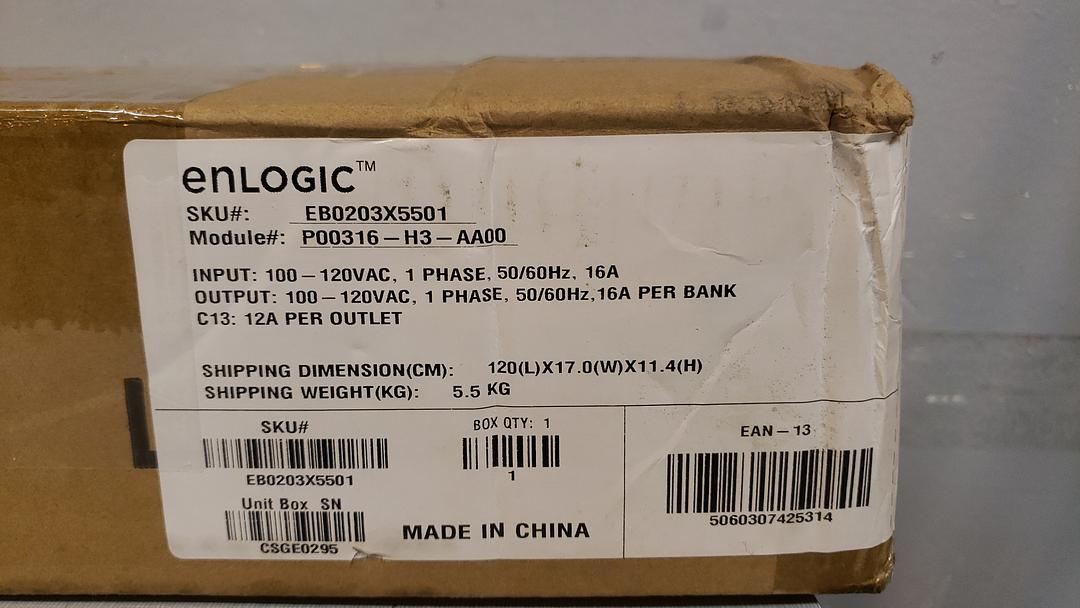 enLOGIC™
SKU#: EB0203X5501
Module#: P00316-H3-AA00
INPUT: 100-120VAC, 1 PHASE, 50/60Hz, 16A
OUTPUT: 100-120VAC, 1 PHASE, 50/60Hz,16A PER BANK
C13: 12A PER OUTLET
SHIPPING DIMENSION(CM): 120(L)X17.0(W)X11.4(H)
SHIPPING WEIGHT(KG): 5.5 KG
SKU#
EB0203X5501
Unit Box SN
CSGE0295
BOX QTY: 1
1
MADE IN CHINA
EAN-13
5060307425314